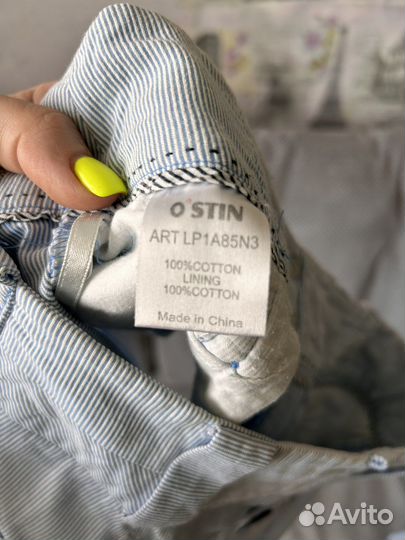 O'STIN
ART LP1A85N3
100%COTTON
LINING
100%COTTON
Made in China
Avito